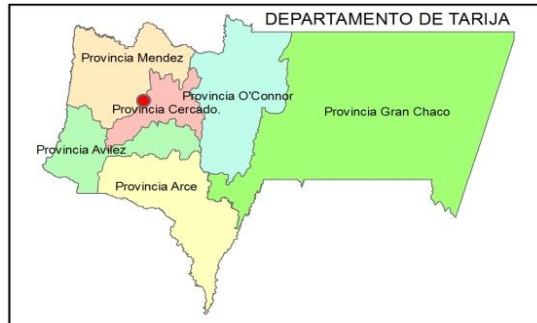 DEPARTAMENTO DE TARIJA
Provincia Mendez
Provincia O'Connor
Provincia Cercado.
Provincia Gran Chaco
Provincia Avilez
Provincia Arce